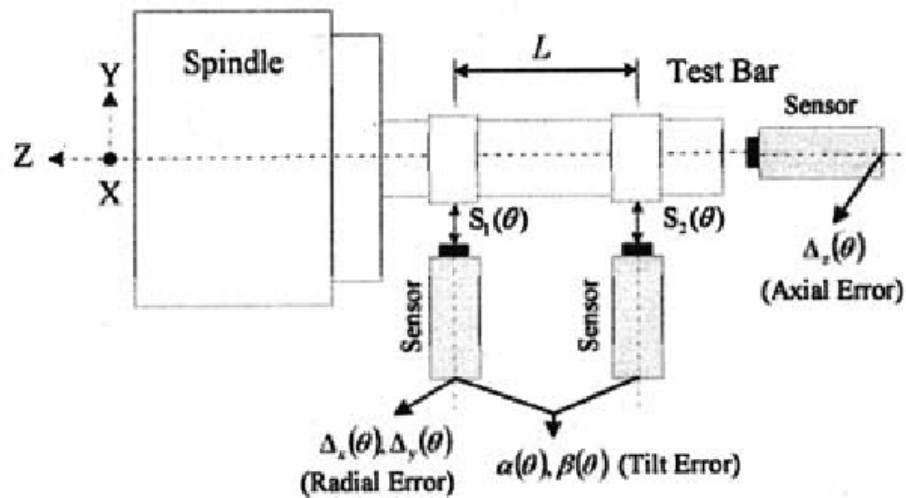 Spindle
L
Test Bar
Sensor
Y
Z
X
S₁(θ)
S₂(θ)
Δz(θ)
(Axial Error)
Sensor
Sensor
Δx(θ), Δy(θ)
(Radial Error)
α(θ), β(θ) (Tilt Error)